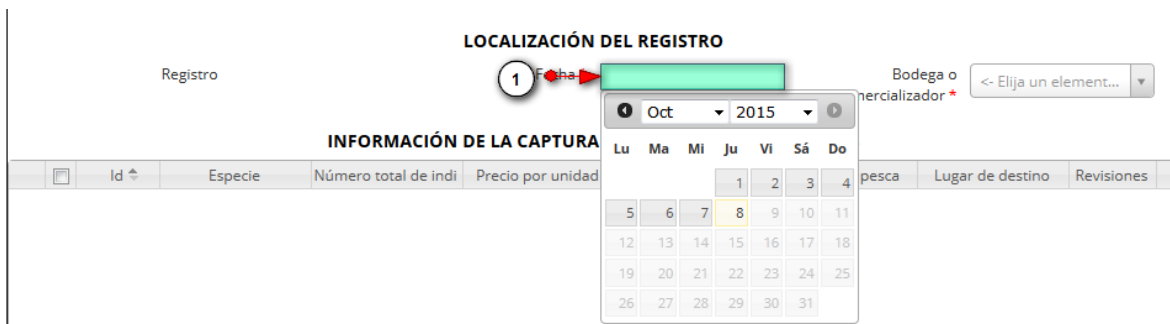 LOCALIZACIÓN DEL REGISTRO
Registro
1
Fecha
Bodega o
mercializador *
<- Elija un element...
Oct 2015
INFORMACIÓN DE LA CAPTURA
Lu Ma Mi Ju Vi Sá Do
Id Especie Número total de indi Precio por unidad pesca Lugar de destino Revisiones
1 2 3 4
5 6 7 8 9 10 11
12 13 14 15 16 17 18
19 20 21 22 23 24 25
26 27 28 29 30 31